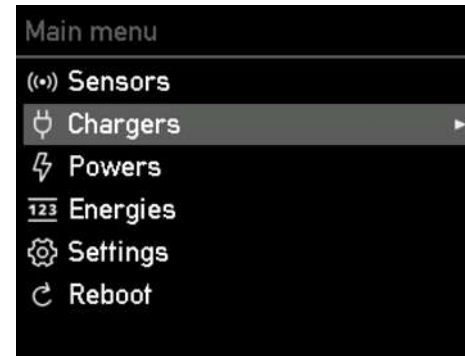 Main menu
Sensors
Chargers
Powers
123 Energies
Settings
Reboot